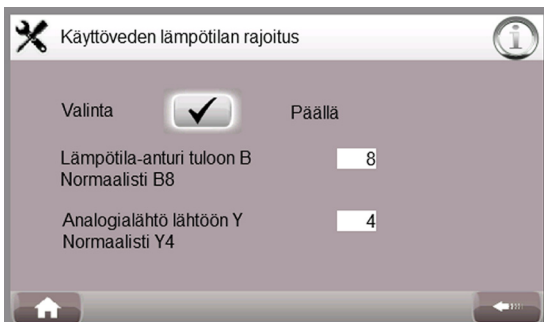 Käyttöveden lämpötilan rajoitus
Valinta Päällä
Lämpötila-anturi tuloon B 8
Normaalisti B8
Analogialähtö lähtöön Y 4
Normaalisti Y4